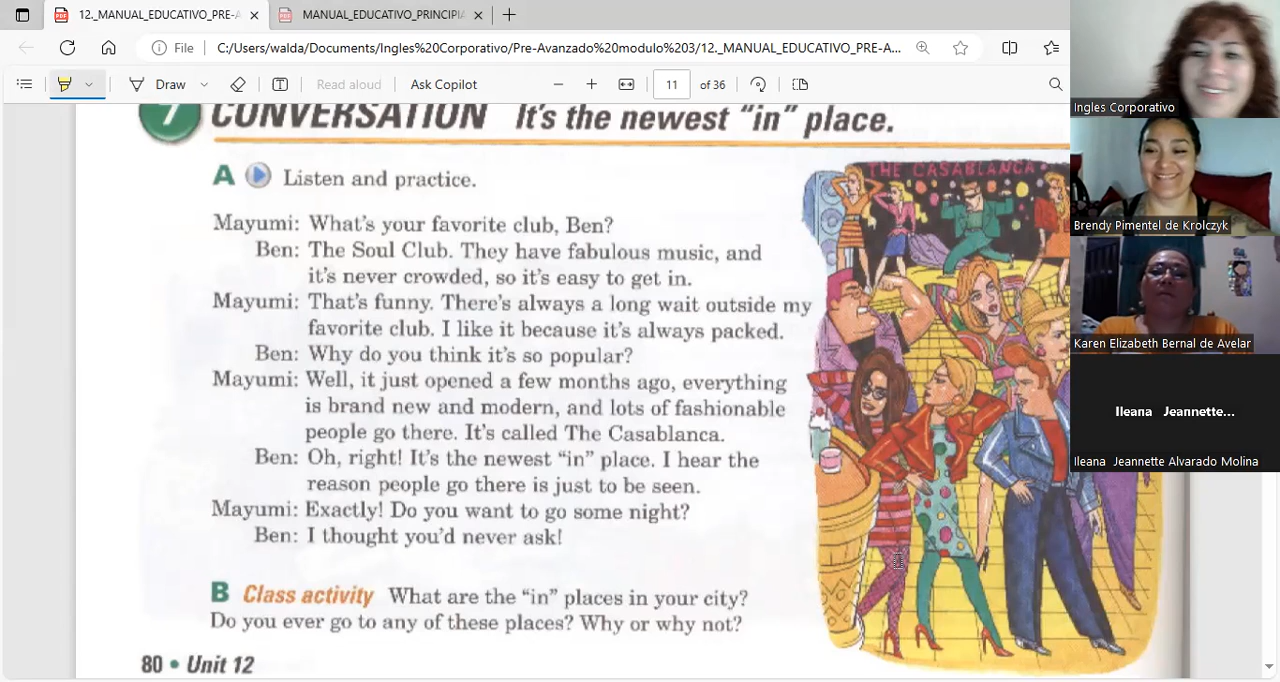 12._MANUAL_EDUCATIVO_PRE-A
MANUAL_EDUCATIVO_PRINCIPIA
File
C:/Users/walda/Documents/Ingles%20Corporativo/Pre-Avanzado%20modulo%203/12._MANUAL_EDUCATIVO_PRE-A...
Draw
Read aloud
Ask Copilot
11 of 36
7 CONVERSATION It's the newest "in" place.
A Listen and practice.
Mayumi: What's your favorite club, Ben?
Ben: The Soul Club. They have fabulous music, and
it's never crowded, so it's easy to get in.
Mayumi: That's funny. There's always a long wait outside my
favorite club. I like it because it's always packed.
Ben: Why do you think it's so popular?
Mayumi: Well, it just opened a few months ago, everything
is brand new and modern, and lots of fashionable
people go there. It's called The Casablanca.
Ben: Oh, right! It's the newest "in" place. I hear the
reason people go there is just to be seen.
Mayumi: Exactly! Do you want to go some night?
Ben: I thought you'd never ask!
B Class activity What are the "in" places in your city?
Do you ever go to any of these places? Why or why not?
80 • Unit 12
THE CASABLANCA
Ingles Corporativo
Brendy Pimentel de Krolczyk
Karen Elizabeth Bernal de Avelar
Ileana Jeannette...
Ileana Jeannette Alvarado Molina